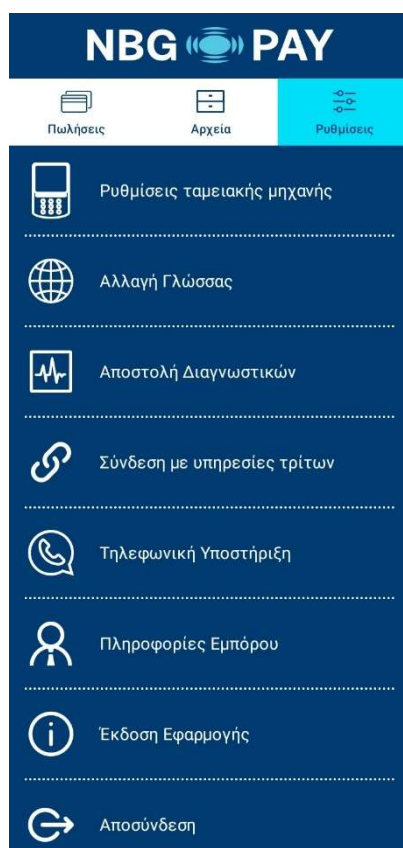 NBG PAY
Πωλήσεις Αρχεία Ρυθμίσεις
Ρυθμίσεις ταμειακής μηχανής
Αλλαγή Γλώσσας
Αποστολή Διαγνωστικών
Σύνδεση με υπηρεσίες τρίτων
Τηλεφωνική Υποστήριξη
Πληροφορίες Εμπόρου
Έκδοση Εφαρμογής
Αποσύνδεση